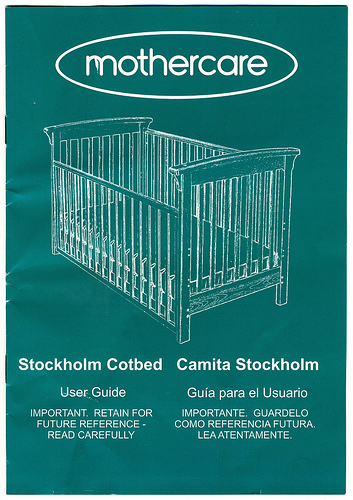 mothercare
Stockholm Cotbed
User Guide
IMPORTANT. RETAIN FOR
FUTURE REFERENCE -
READ CAREFULLY
Camita Stockholm
Guía para el Usuario
IMPORTANTE. GUARDELO
COMO REFERENCIA FUTURA.
LEA ATENTAMENTE.